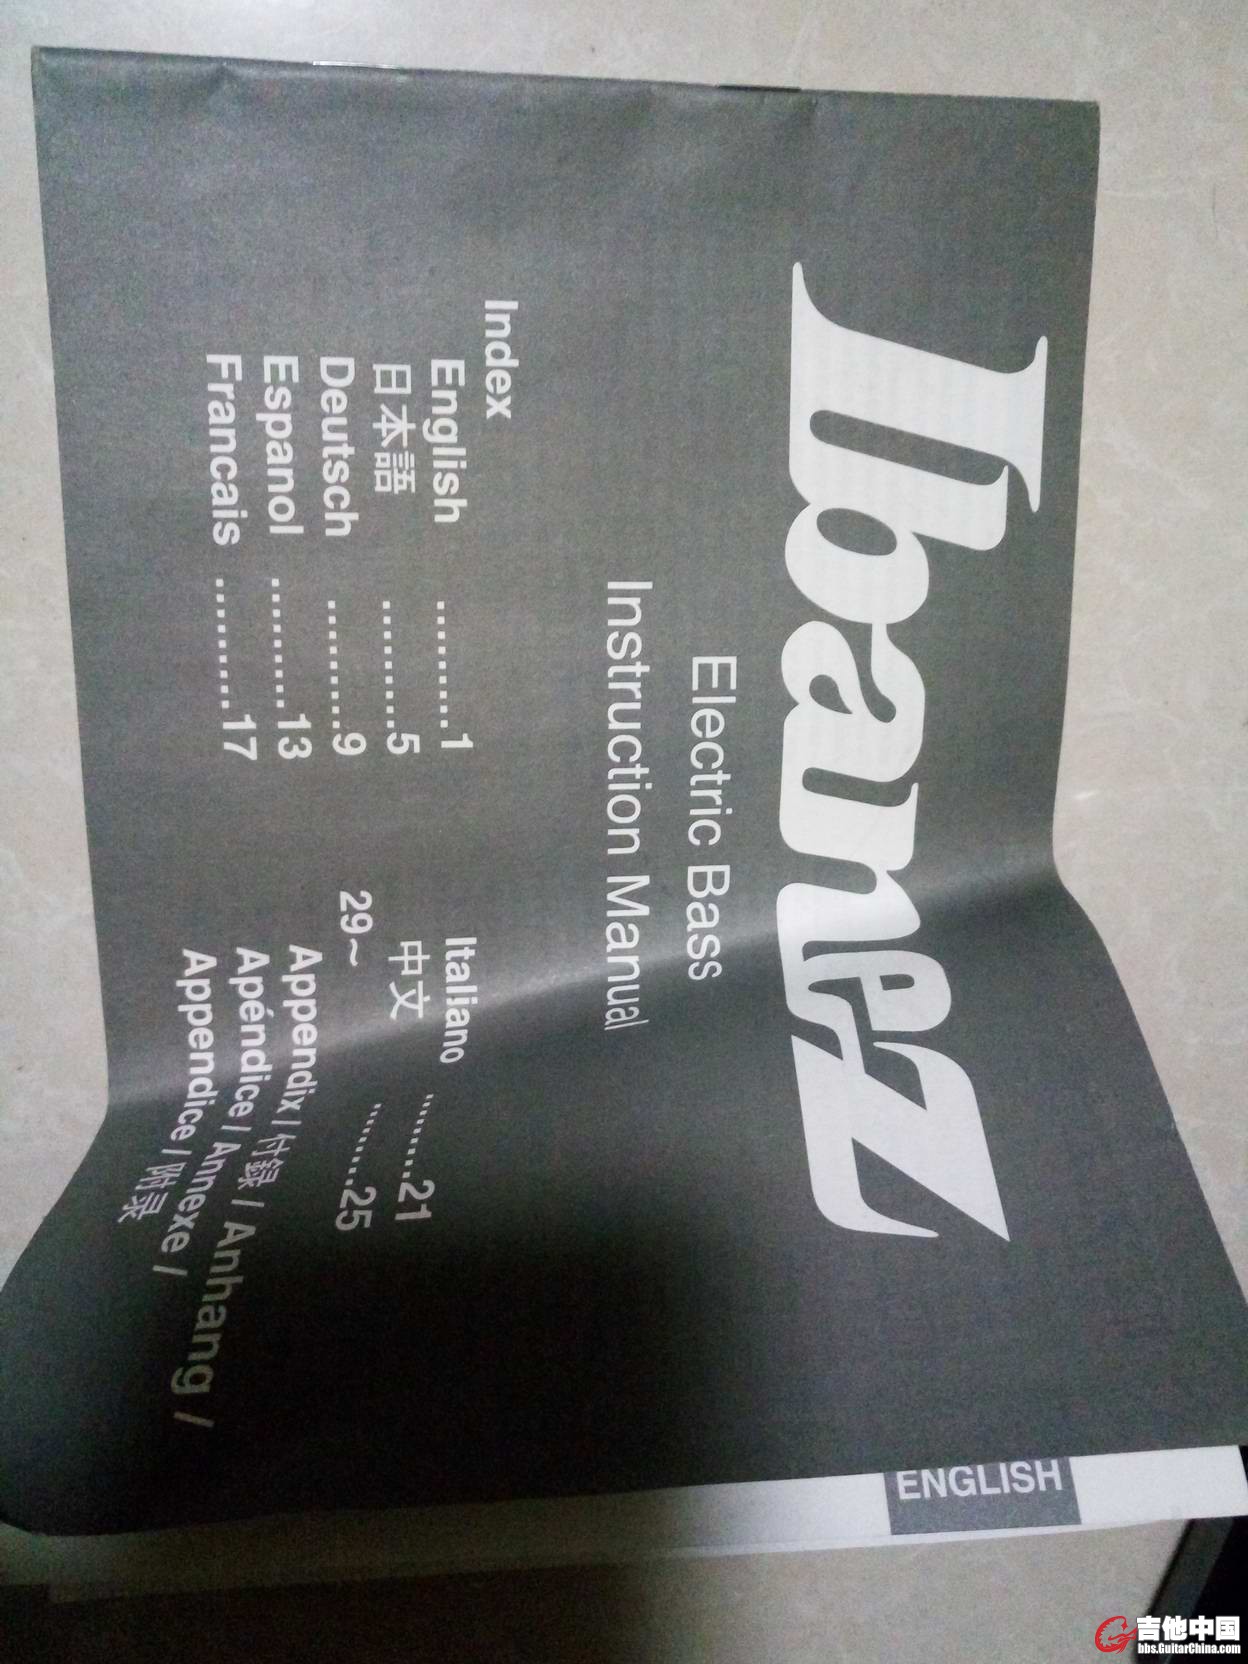 Ibanez
Electric Bass
Instruction Manual
Index
English .........1
日本語 .........5
Deutsch .........9
Espanol .........13
Francais .........17
Italiano .........21
中文 .........25
29~
Appendix / 付録 / Anhang /
Apéndice / Annexe /
Appendice / 附录
ENGLISH
吉他中国
bbs.GuitarChina.com